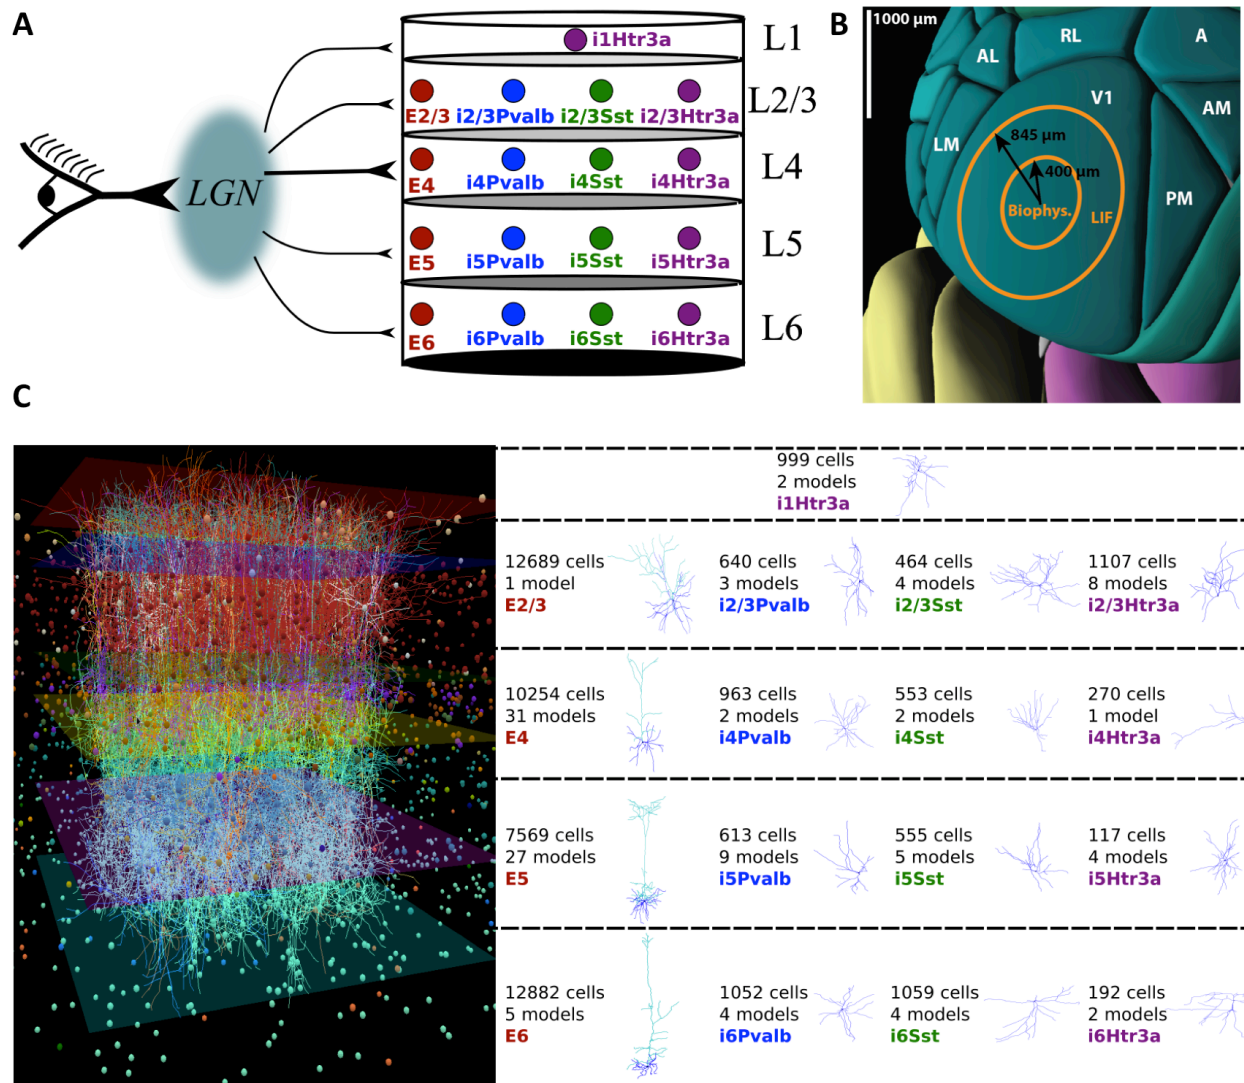 A
LGN
i1Htr3a
L1
E2/3 i2/3Pvalb i2/3Sst i2/3Htr3a
L2/3
E4 i4Pvalb i4Sst i4Htr3a
L4
E5 i5Pvalb i5Sst i5Htr3a
L5
E6 i6Pvalb i6Sst i6Htr3a
L6
B
1000 µm
AL
RL
A
LM
V1
AM
PM
845 µm
400 µm
Biophys.
LIF
C
999 cells
2 models
i1Htr3a
12689 cells
1 model
E2/3
640 cells
3 models
i2/3Pvalb
464 cells
4 models
i2/3Sst
1107 cells
8 models
i2/3Htr3a
10254 cells
31 models
E4
963 cells
2 models
i4Pvalb
553 cells
2 models
i4Sst
270 cells
1 model
i4Htr3a
7569 cells
27 models
E5
613 cells
9 models
i5Pvalb
555 cells
5 models
i5Sst
117 cells
4 models
i5Htr3a
12882 cells
5 models
E6
1052 cells
4 models
i6Pvalb
1059 cells
4 models
i6Sst
192 cells
2 models
i6Htr3a